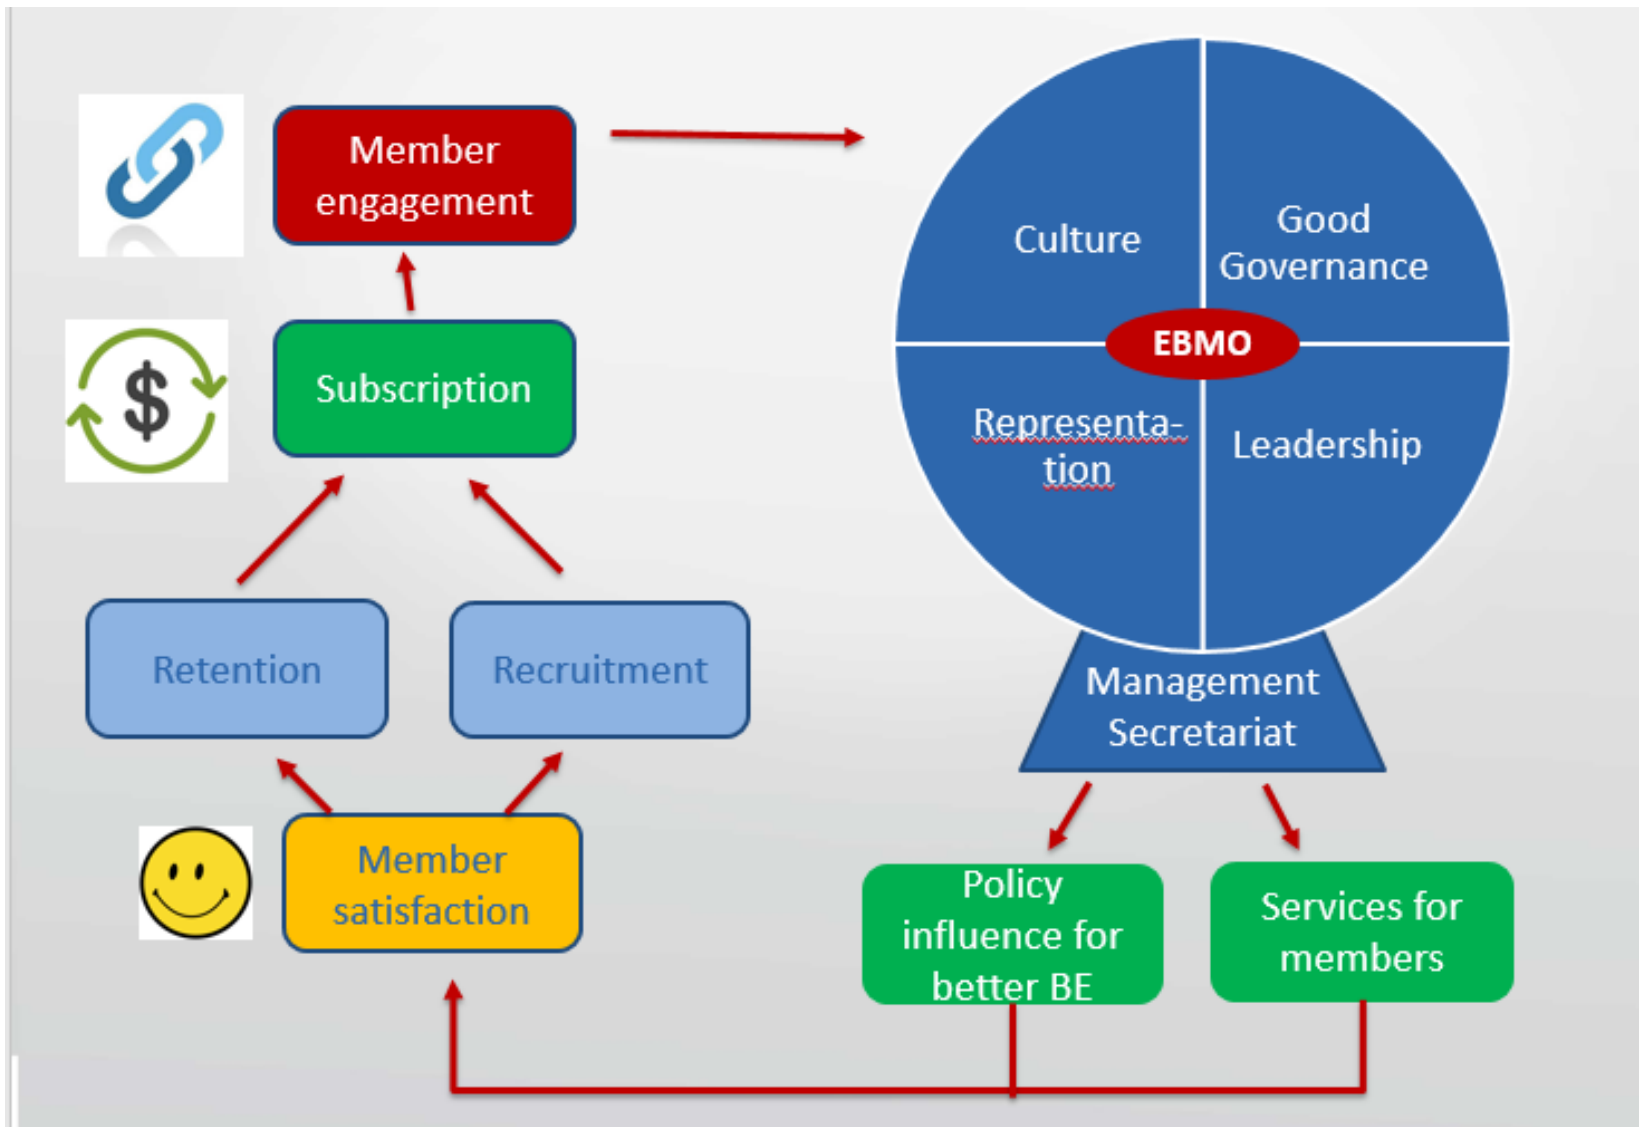 Member
engagement
Subscription
Retention
Recruitment
Member
satisfaction
Culture
Good
Governance
EBMO
Representa-
tion
Leadership
Management
Secretariat
Policy
influence for
better BE
Services for
members
$